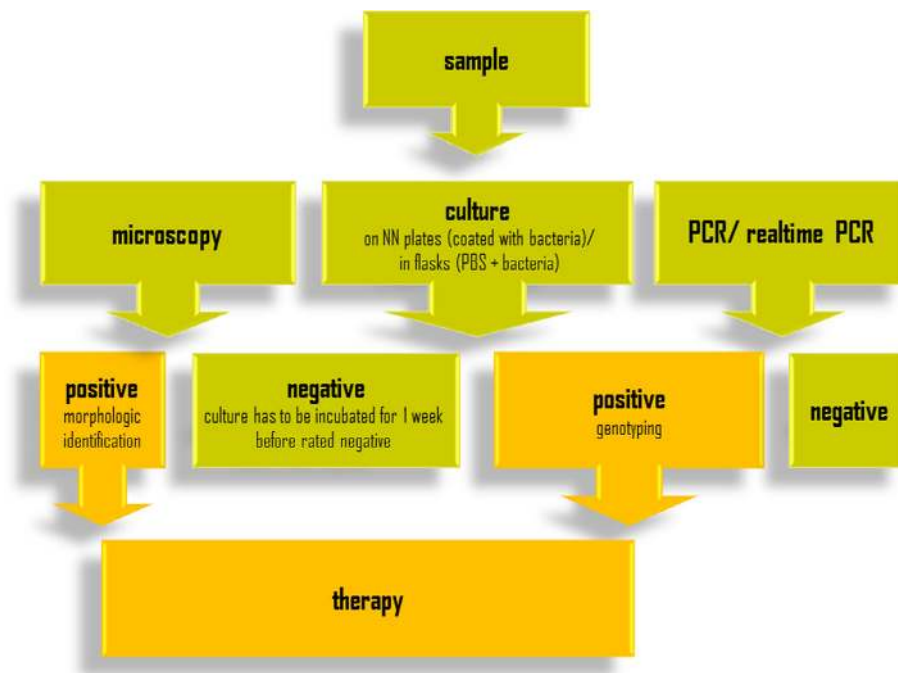 sample
microscopy
culture
on NN plates (coated with bacteria)/
in flasks (PBS + bacteria)
PCR/ realtime PCR
positive
morphologic
identification
negative
culture has to be incubated for 1 week
before rated negative
positive
genotyping
negative
therapy